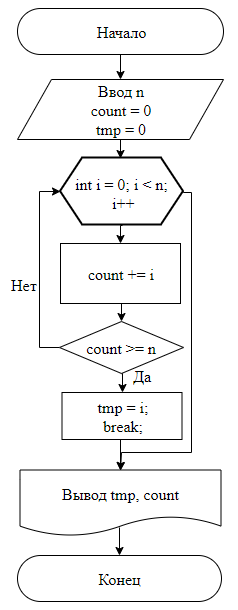 Начало
Ввод n
count = 0
tmp = 0
int i = 0; i < n;
i++
count += i
Нет
count >= n
Да
tmp = i;
break;
Вывод tmp, count
Конец